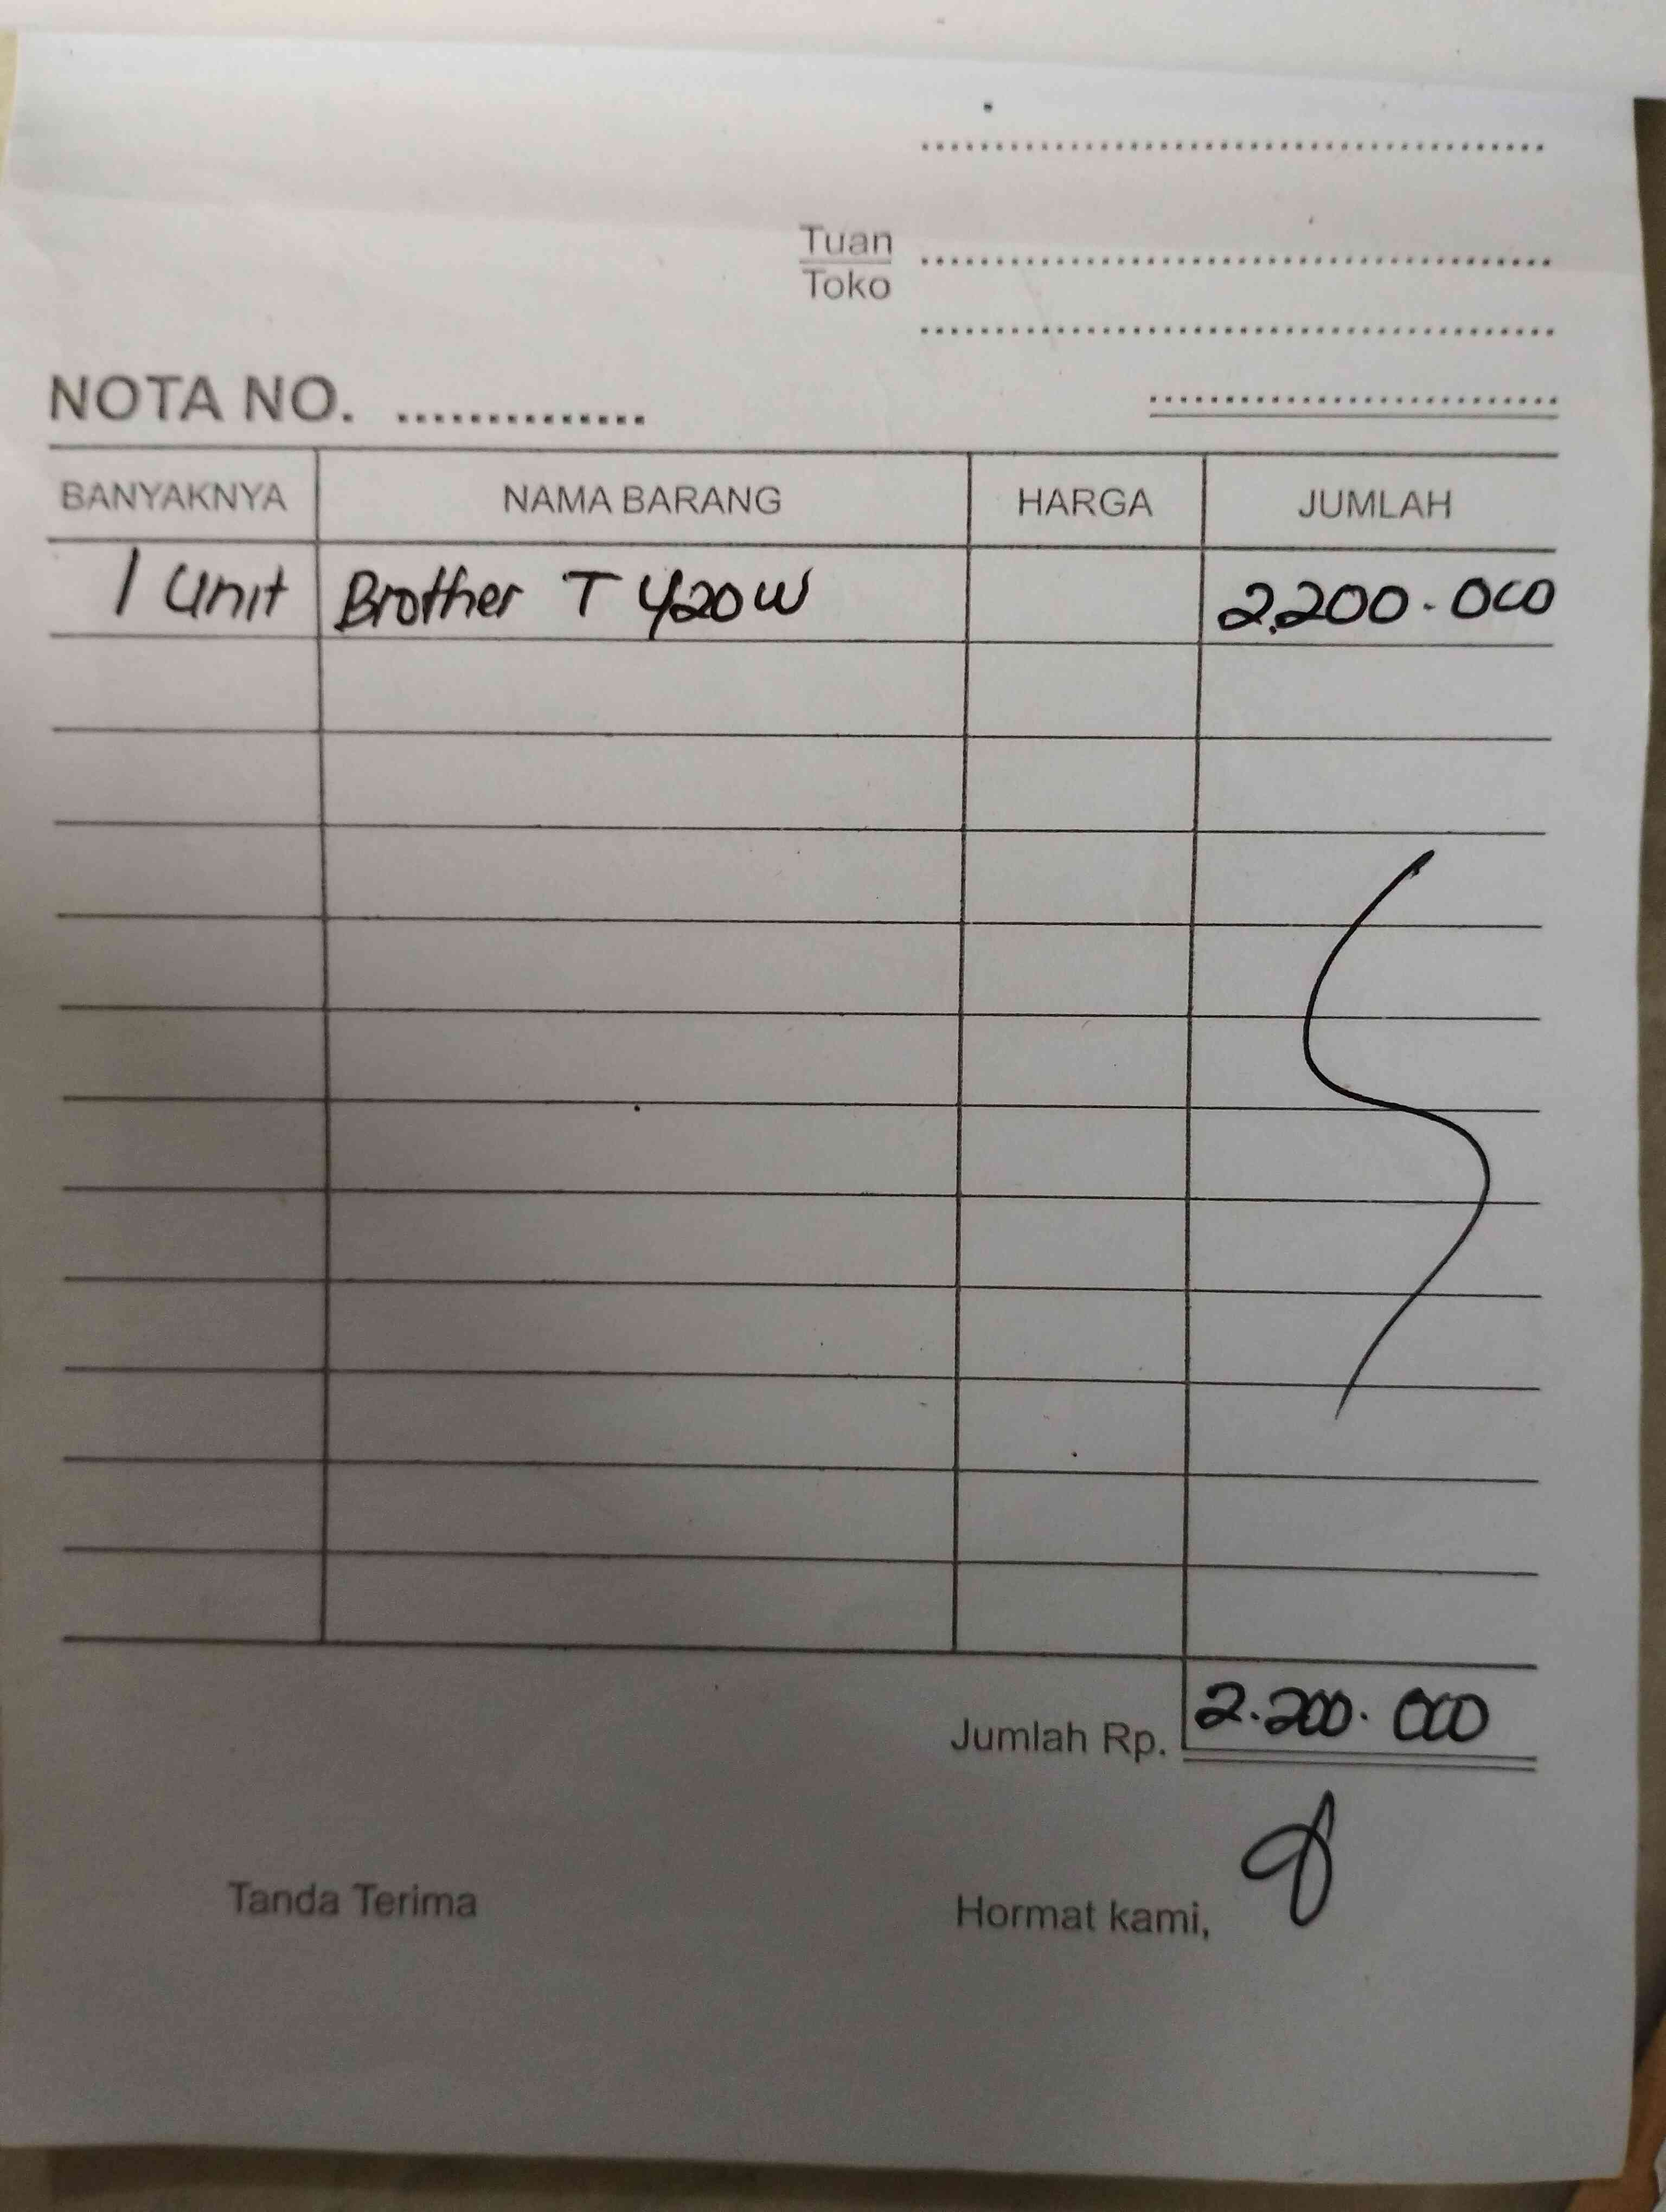 Tuan
Toko
NOTA NO. ..............
BANYAKNYA NAMA BARANG HARGA JUMLAH
1 Unit Brother T 420W 2.200.000
Jumlah Rp. 2.200.000
Tanda Terima Hormat kami,